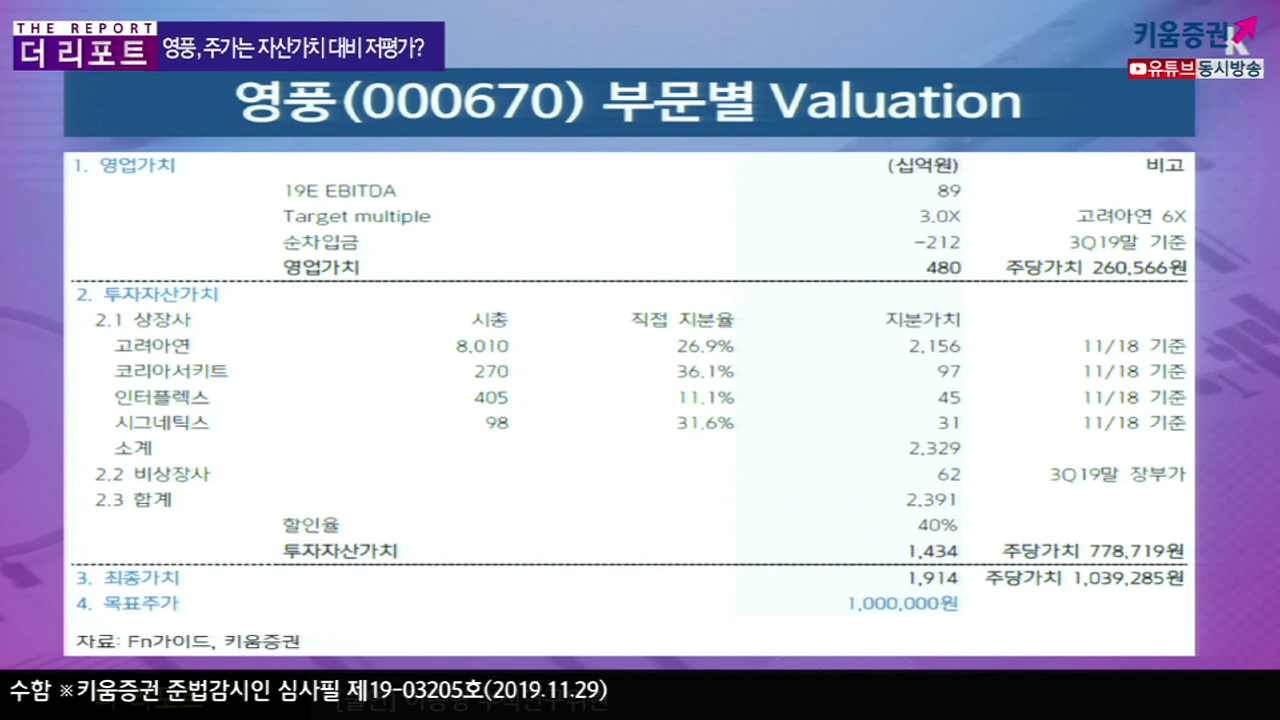 THE REPORT
더 리포트
영풍, 주가는 자산가치 대비 저평가?
키움증권
유튜브 동시방송
영풍(000670) 부문별 Valuation
1. 영업가치 (십억원) 비고
19E EBITDA 89
Target multiple 3.0X 고려아연 6X
순차입금 -212 3Q19말 기준
영업가치 480 주당가치 260,566원
2. 투자자산가치
2.1 상장사 시총 직접 지분율 지분가치
고려아연 8,010 26.9% 2,156 11/18 기준
코리아서키트 270 36.1% 97 11/18 기준
인터플렉스 405 11.1% 45 11/18 기준
시그네틱스 98 31.6% 31 11/18 기준
소계 2,329
2.2 비상장사 62 3Q19말 장부가
2.3 합계 2,391
할인율 40%
투자자산가치 1,434 주당가치 778,719원
3. 최종가치 1,914 주당가치 1,039,285원
4. 목표주가 1,000,000원
자료: Fn가이드, 키움증권
수함 ※키움증권 준법감시인 심사필 제19-03205호(2019.11.29)